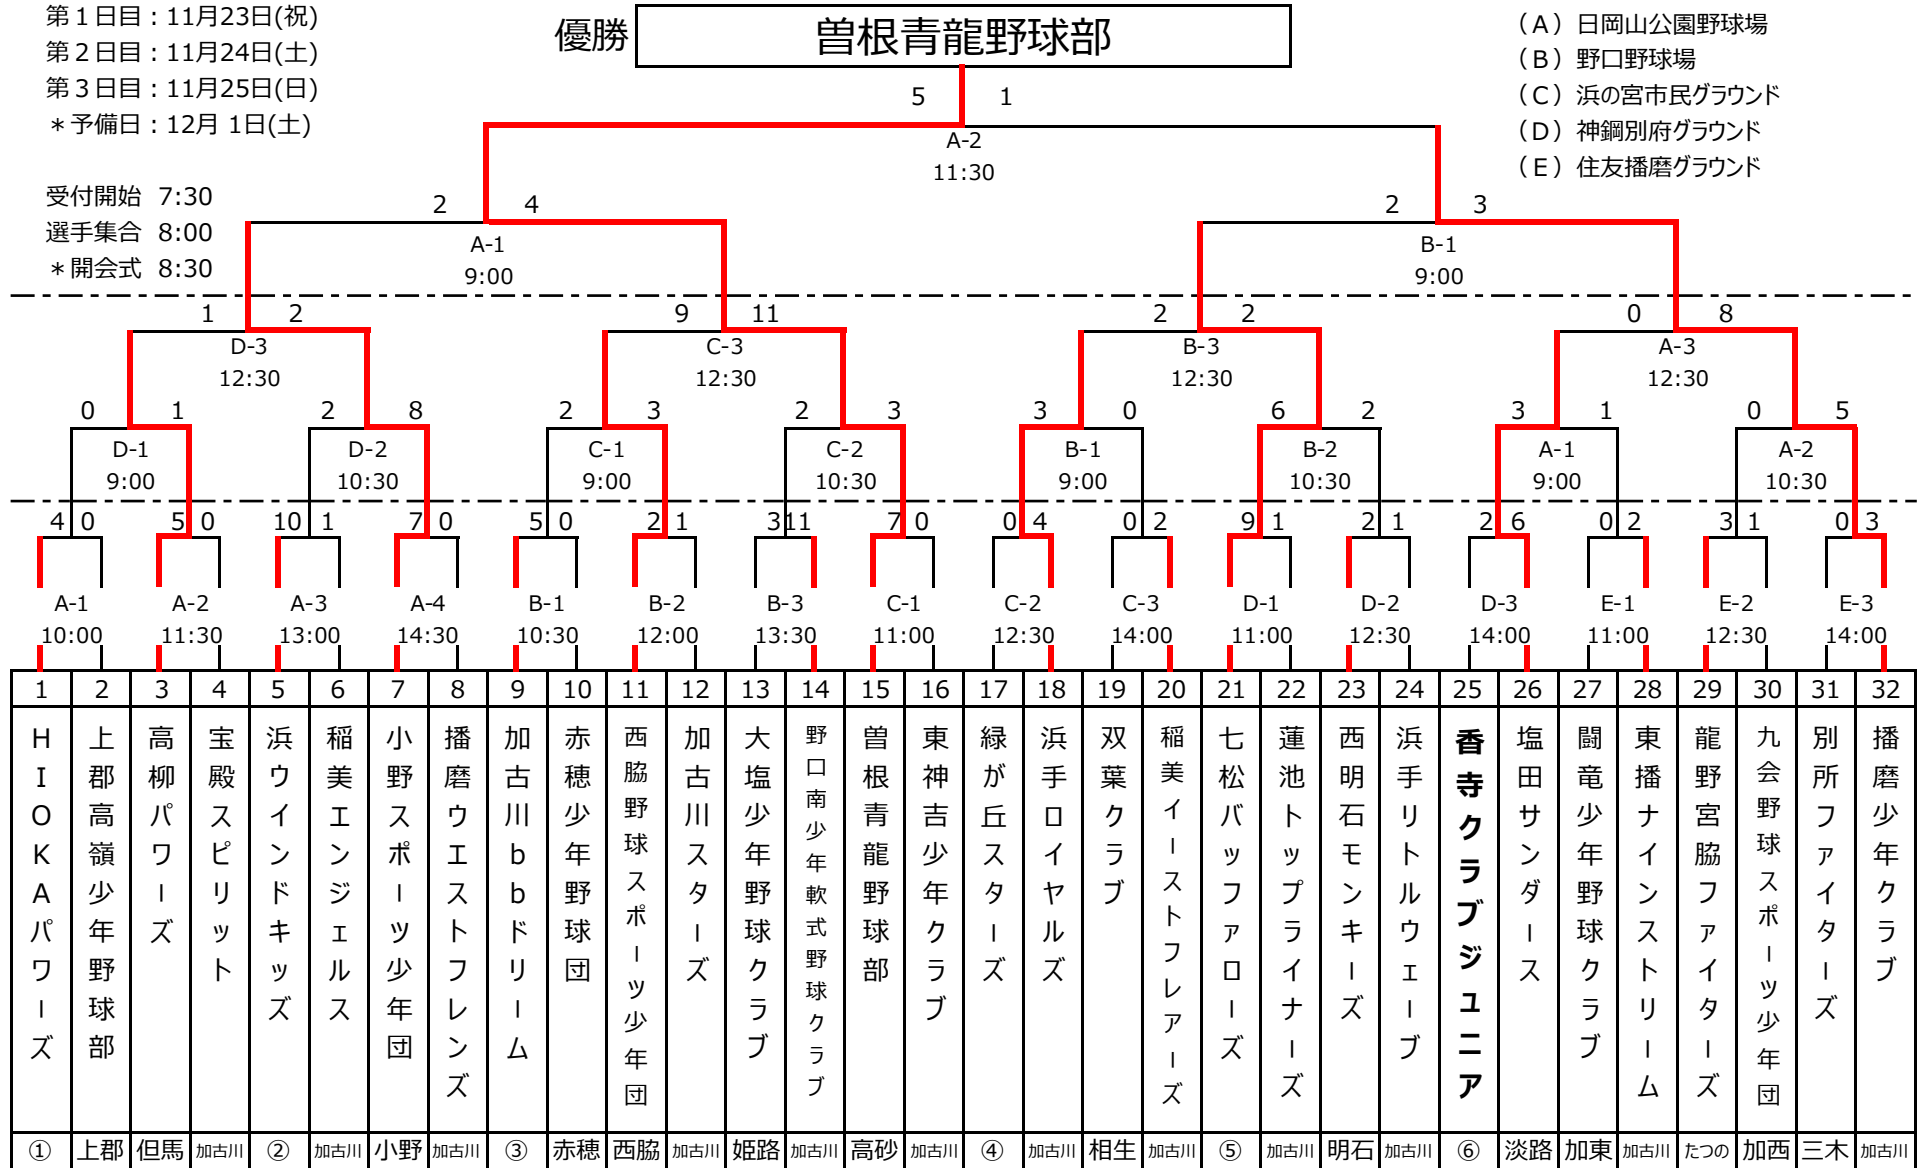 第1日目：11月23日(祝)
第2日目：11月24日(土)
第3日目：11月25日(日)
＊予備日：12月 1日(土)
優勝
曽根青龍野球部
（A）日岡山公園野球場
（B）野口野球場
（C）浜の宮市民グラウンド
（D）神鋼別府グラウンド
（E）住友播磨グラウンド
5 1
A-2
11:30
受付開始 7:30
選手集合 8:00
＊開会式 8:30
2 4 2 3
A-1 B-1
9:00 9:00
1 2 9 11 2 2 0 8
D-3 C-3 B-3 A-3
12:30 12:30 12:30 12:30
0 1 2 8 2 3 2 3 3 0 6 2 3 1 0 5
D-1 D-2 C-1 C-2 B-1 B-2 A-1 A-2
9:00 10:30 9:00 10:30 9:00 10:30 9:00 10:30
4 0 5 0 10 1 7 0 5 0 2 1 3 11 7 0 0 4 0 2 9 1 2 1 2 6 0 2 3 1 0 3
A-1 A-2 A-3 A-4 B-1 B-2 B-3 C-1 C-2 C-3 D-1 D-2 D-3 E-1 E-2 E-3
10:00 11:30 13:00 14:30 10:30 12:00 13:30 11:00 12:30 14:00 11:00 12:30 14:00 11:00 12:30 14:00
1 2 3 4 5 6 7 8 9 10 11 12 13 14 15 16 17 18 19 20 21 22 23 24 25 26 27 28 29 30 31 32
HIOKAパワーズ
上郡高嶺少年野球部
高柳パワーズ
宝殿スピリット
浜ウインドキッズ
稲美エンジェルス
小野スポーツ少年団
播磨ウエストフレンズ
加古川bbドリーム
赤穂少年野球団
西脇野球スポーツ少年団
加古川スターズ
大塩少年野球クラブ
野口南少年軟式野球クラブ
曽根青龍野球部
東神吉少年クラブ
緑が丘スターズ
浜手ロイヤルズ
双葉クラブ
稲美イーストフレアーズ
七松バッファローズ
蓮池トップライナーズ
西明石モンキーズ
浜手リトルウェーブ
香寺クラブジュニア
塩田サンダース
闘竜少年野球クラブ
東播ナインストリーム
龍野宮脇ファイターズ
九会野球スポーツ少年団
別所ファイターズ
播磨少年クラブ
① 上郡 但馬 加古川 ② 加古川 小野 加古川 ③ 赤穂 西脇 加古川 姫路 加古川 高砂 加古川 ④ 加古川 相生 加古川 ⑤ 加古川 明石 加古川 ⑥ 淡路 加東 加古川 たつの 加西 三木 加古川